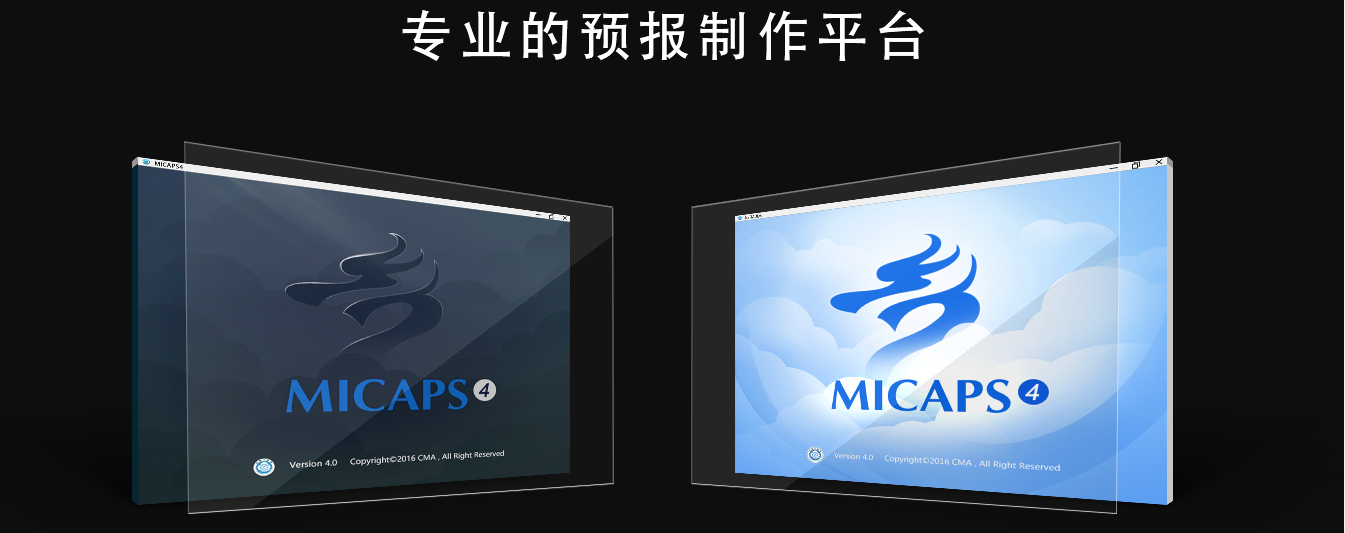 专业的预报制作平台
MICAPS4
MICAPS 4
Version 4.0 Copyright©2016 CMA , All Right Reserved
MICAPS 4
Version 4.0 Copyright©2016 CMA , All Right Reserved